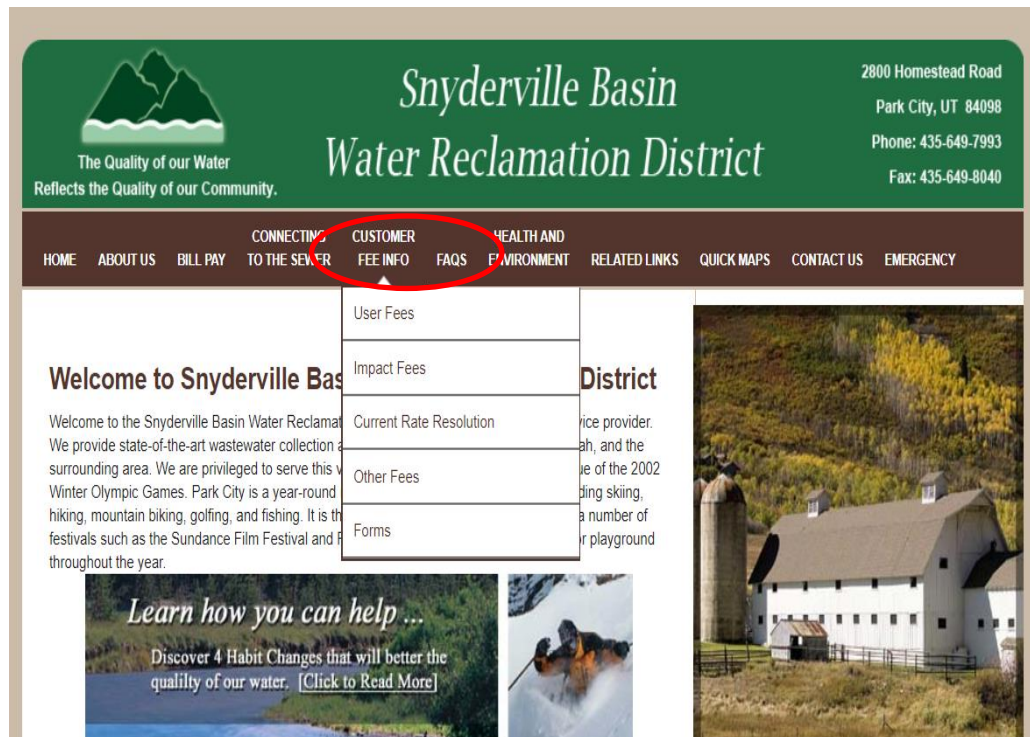 Snyderville Basin
Water Reclamation District
The Quality of our Water
Reflects the Quality of our Community.
2800 Homestead Road
Park City, UT 84098
Phone: 435-649-7993
Fax: 435-649-8040
HOME
ABOUT US
BILL PAY
CONNECTING
TO THE SEWER
CUSTOMER
FEE INFO
FAQS
HEALTH AND
ENVIRONMENT
RELATED LINKS
QUICK MAPS
CONTACT US
EMERGENCY
User Fees
Impact Fees
Current Rate Resolution
Other Fees
Forms
Welcome to Snyderville Bas District
Welcome to the Snyderville Basin Water Reclamat vice provider.
We provide state-of-the-art wastewater collection a ah, and the
surrounding area. We are privileged to serve this v ue of the 2002
Winter Olympic Games. Park City is a year-round ding skiing,
hiking, mountain biking, golfing, and fishing. It is th a number of
festivals such as the Sundance Film Festival and playground
throughout the year.
Learn how you can help ...
Discover 4 Habit Changes that will better the
qualilty of our water. [Click to Read More]